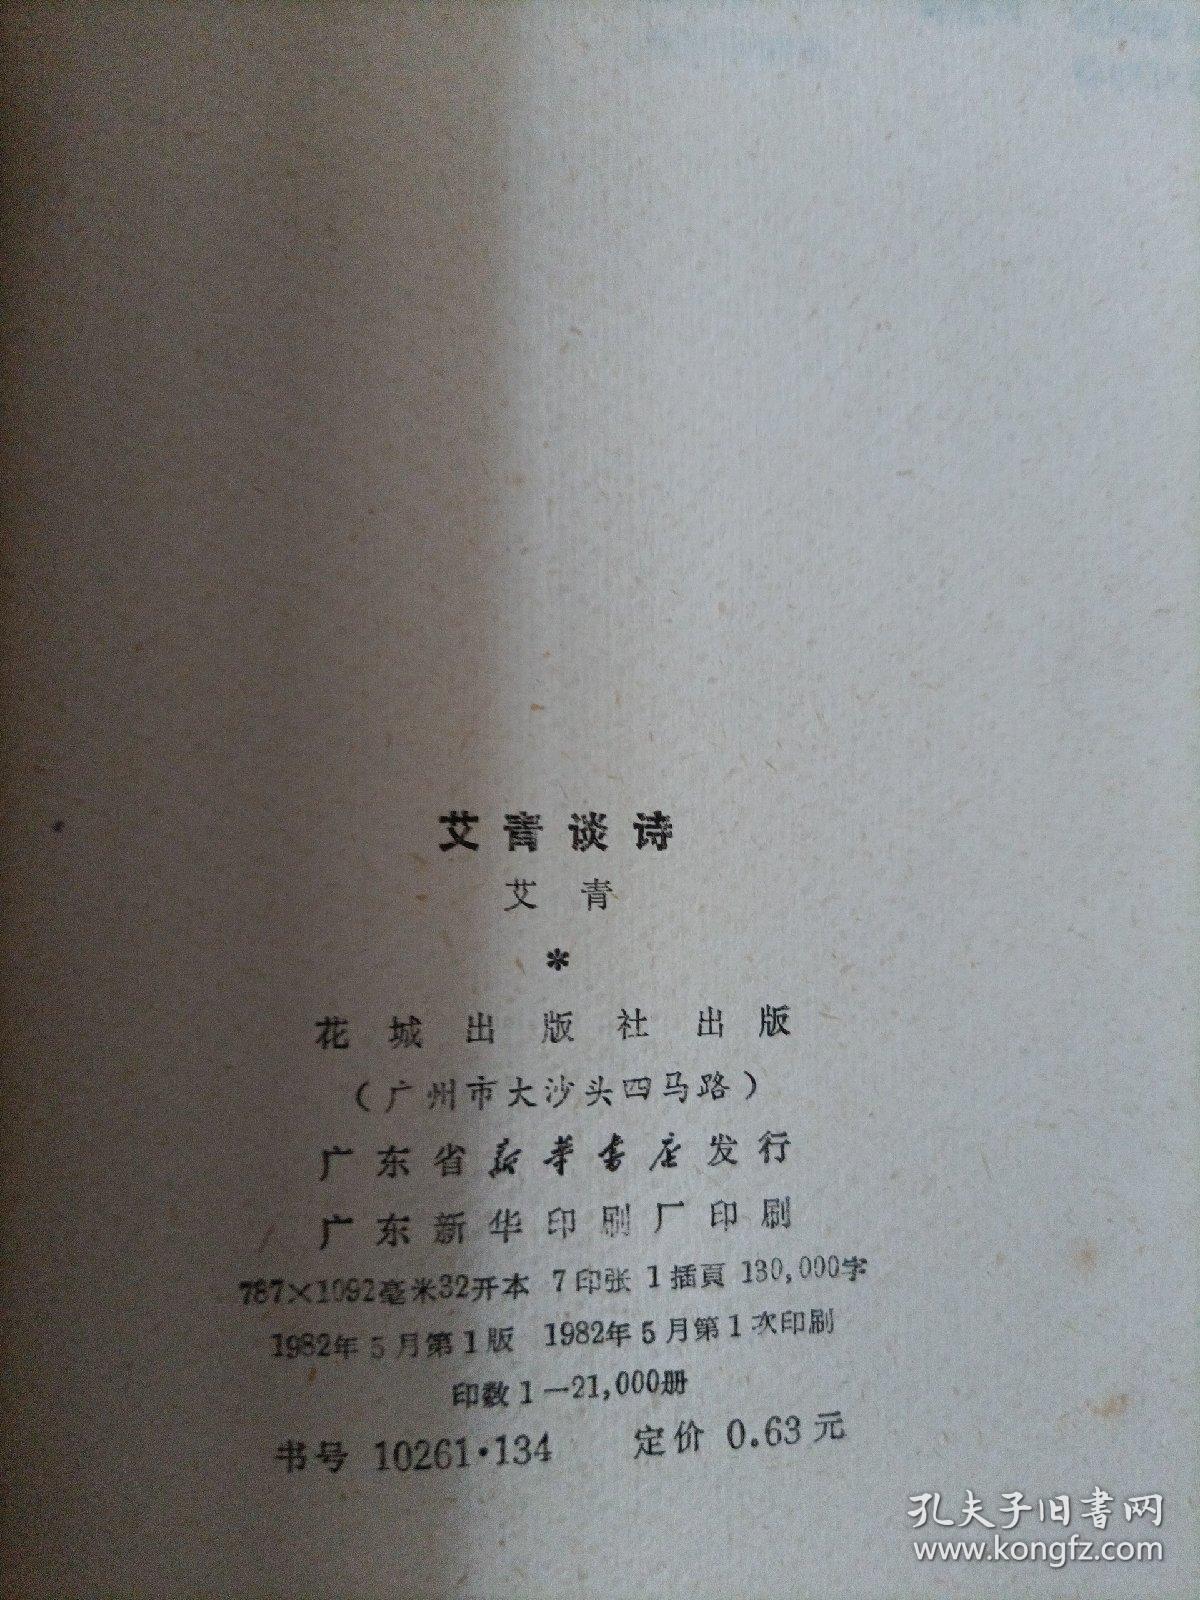 艾青谈诗
艾青
*
花城出版社出版
（广州市大沙头四马路）
广东省新华书店发行
广东新华印刷厂印刷
787×1092毫米32开本 7印张 1插頁 130,000字
1982年5月第1版 1982年5月第1次印刷
印数1—21,000册
书号 10261·134 定价 0.63元
孔夫子旧書网
www.kongfz.com